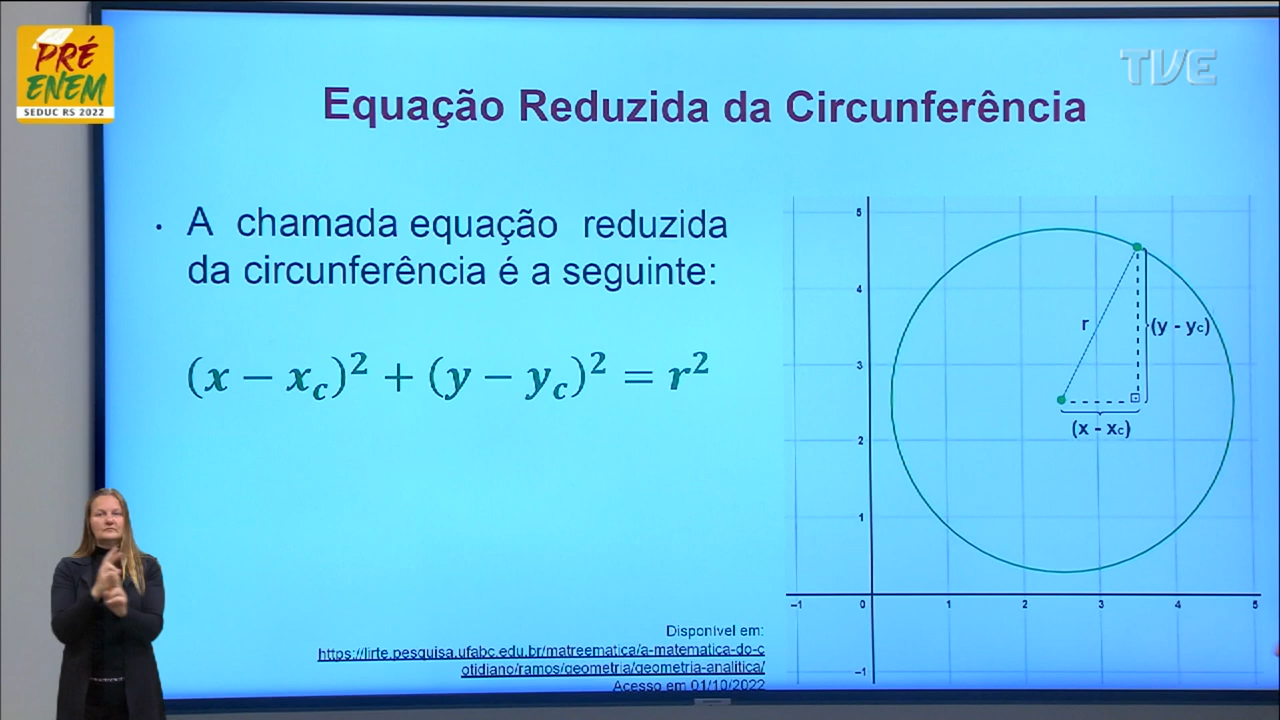 PRÉ
ENEM
SEDUC RS 2022
TVE
Equação Reduzida da Circunferência
• A chamada equação reduzida
da circunferência é a seguinte:
(x − x_c)² + (y − y_c)² = r²
5
4
3
2
1
−1
0
1
2
3
4
5
−1
r
(y - yc)
(x - xc)
Disponível em:
https://lirte.pesquisa.ufabc.edu.br/matreematica/a-matematica-do-c
otidiano/ramos/geometria/geometria-analitica/
Acesso em 01/10/2022